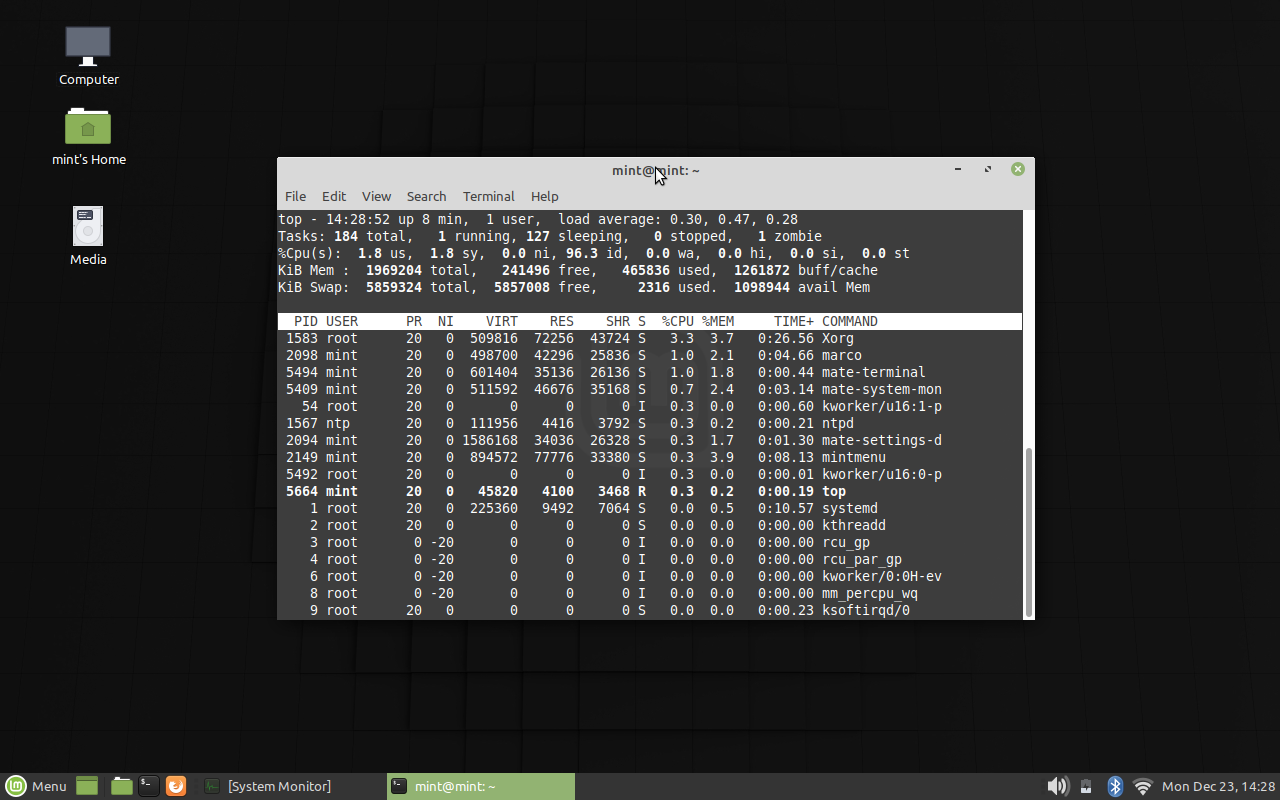 Computer
mint's Home
Media
mint@mint: ~
File Edit View Search Terminal Help
top - 14:28:52 up 8 min,  1 user,  load average: 0.30, 0.47, 0.28
Tasks: 184 total,   1 running, 127 sleeping,   0 stopped,   1 zombie
%Cpu(s):  1.8 us,  1.8 sy,  0.0 ni, 96.3 id,  0.0 wa,  0.0 hi,  0.0 si,  0.0 st
KiB Mem :  1969204 total,   241496 free,   465836 used,  1261872 buff/cache
KiB Swap:  5859324 total,  5857008 free,     2316 used.  1098944 avail Mem
PID USER      PR  NI    VIRT    RES    SHR S  %CPU %MEM     TIME+ COMMAND
1583 root      20   0  509816  72256  43724 S   3.3  3.7   0:26.56 Xorg
2098 mint      20   0  498700  42296  25836 S   1.0  2.1   0:04.66 marco
5494 mint      20   0  601404  35136  26136 S   1.0  1.8   0:00.44 mate-terminal
5409 mint      20   0  511592  46676  35168 S   0.7  2.4   0:03.14 mate-system-mon
54 root      20   0       0      0      0 I   0.3  0.0   0:00.60 kworker/u16:1-p
1567 ntp       20   0  111956   4416   3792 S   0.3  0.2   0:00.21 ntpd
2094 mint      20   0 1586168  34036  26328 S   0.3  1.7   0:01.30 mate-settings-d
2149 mint      20   0  894572  77776  33380 S   0.3  3.9   0:08.13 mintmenu
5492 root      20   0       0      0      0 I   0.3  0.0   0:00.01 kworker/u16:0-p
5664 mint      20   0   45820   4100   3468 R   0.3  0.2   0:00.19 top
1 root      20   0  225360   9492   7064 S   0.0  0.5   0:10.57 systemd
2 root      20   0       0      0      0 S   0.0  0.0   0:00.00 kthreadd
3 root       0 -20       0      0      0 I   0.0  0.0   0:00.00 rcu_gp
4 root       0 -20       0      0      0 I   0.0  0.0   0:00.00 rcu_par_gp
6 root       0 -20       0      0      0 I   0.0  0.0   0:00.00 kworker/0:0H-ev
8 root       0 -20       0      0      0 I   0.0  0.0   0:00.00 mm_percpu_wq
9 root      20   0       0      0      0 S   0.0  0.0   0:00.23 ksoftirqd/0
Menu [System Monitor] mint@mint: ~ Mon Dec 23, 14:28